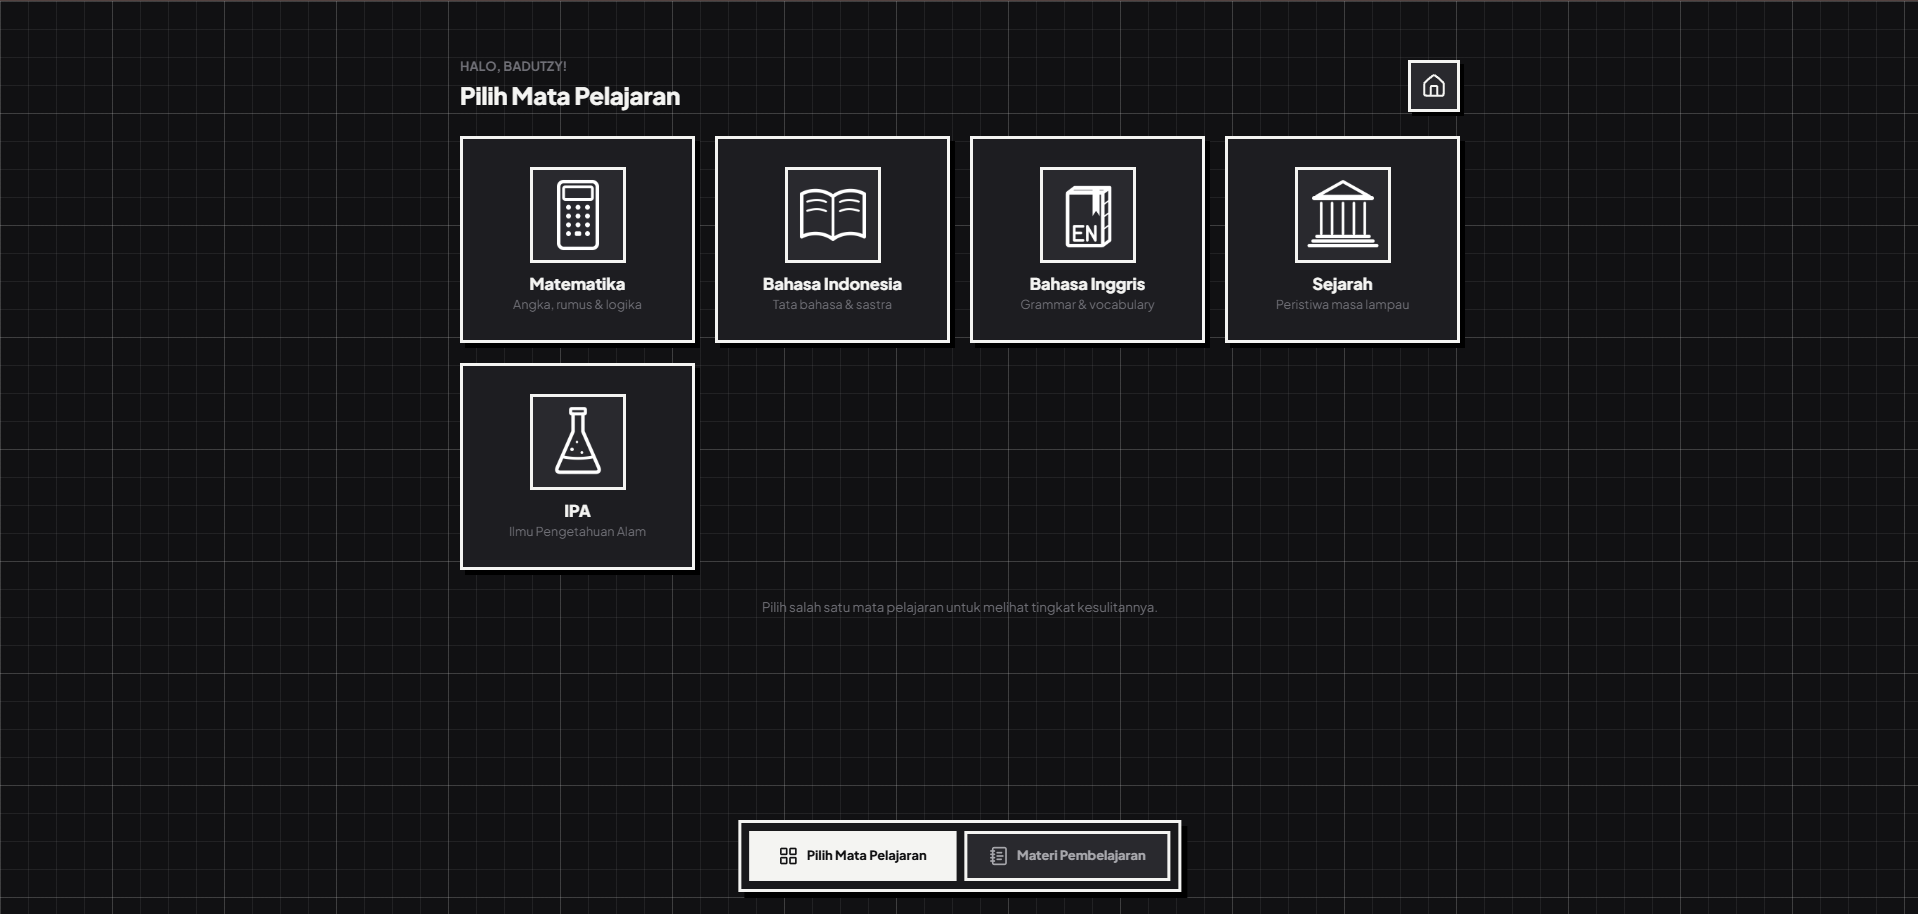 HALO, BADUTZY!
Pilih Mata Pelajaran
Matematika
Angka, rumus & logika
Bahasa Indonesia
Tata bahasa & sastra
EN
Bahasa Inggris
Grammar & vocabulary
Sejarah
Peristiwa masa lampau
IPA
Ilmu Pengetahuan Alam
Pilih salah satu mata pelajaran untuk melihat tingkat kesulitannya.
Pilih Mata Pelajaran
Materi Pembelajaran